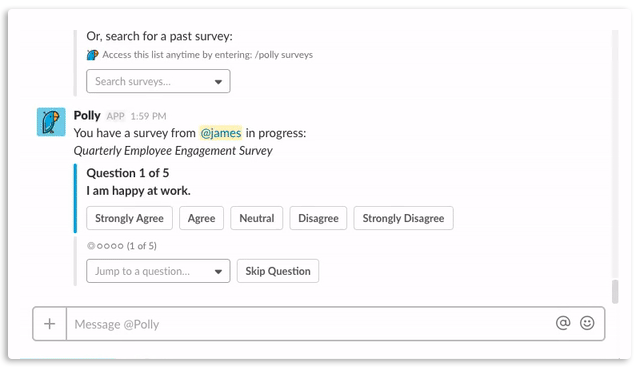 Or, search for a past survey:
Access this list anytime by entering: /polly surveys
Search surveys...
Polly APP 1:59 PM
You have a survey from @james in progress:
Quarterly Employee Engagement Survey
Question 1 of 5
I am happy at work.
Strongly Agree Agree Neutral Disagree Strongly Disagree
(1 of 5)
Jump to a question... Skip Question
Message @Polly